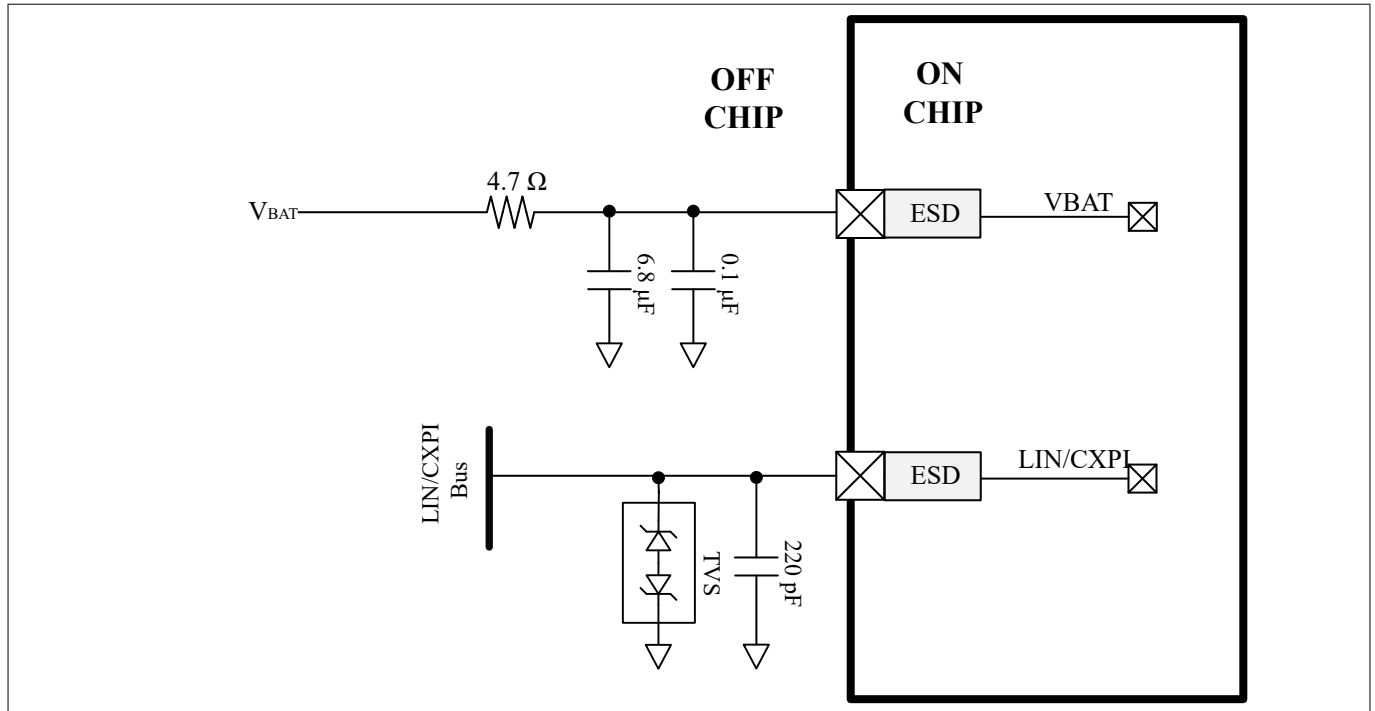 OFF
CHIP
ON
CHIP
4.7 Ω
VBAT
6.8 µF
0.1 µF
ESD
VBAT
LIN/CXPI
Bus
TVS
220 pF
ESD
LIN/CXPI